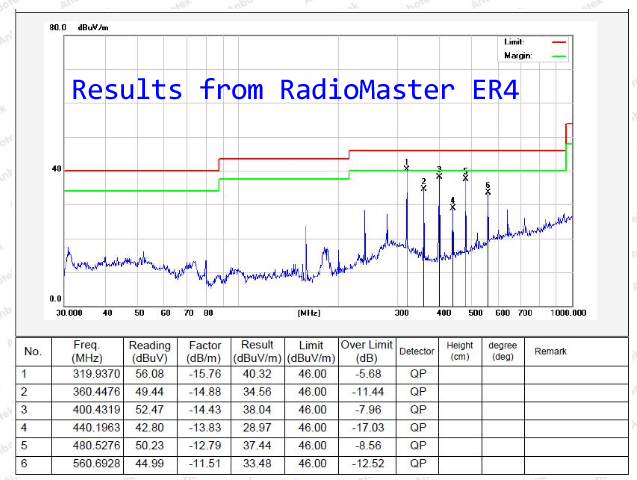 80.0 dBuV/m
Limit:
Margin:
Results from RadioMaster ER4
1
2
3
4
5
6
40
0.0
30.000 40 50 60 70 80 (MHz) 300 400 500 600 700 1000.000
No. Freq. (MHz) Reading (dBuV) Factor (dB/m) Result (dBuV/m) Limit (dBuV/m) Over Limit (dB) Detector Height (cm) degree (deg) Remark
1 319.9370 56.08 -15.76 40.32 46.00 -5.68 QP
2 360.4476 49.44 -14.88 34.56 46.00 -11.44 QP
3 400.4319 52.47 -14.43 38.04 46.00 -7.96 QP
4 440.1963 42.80 -13.83 28.97 46.00 -17.03 QP
5 480.5276 50.23 -12.79 37.44 46.00 -8.56 QP
6 560.6928 44.99 -11.51 33.48 46.00 -12.52 QP